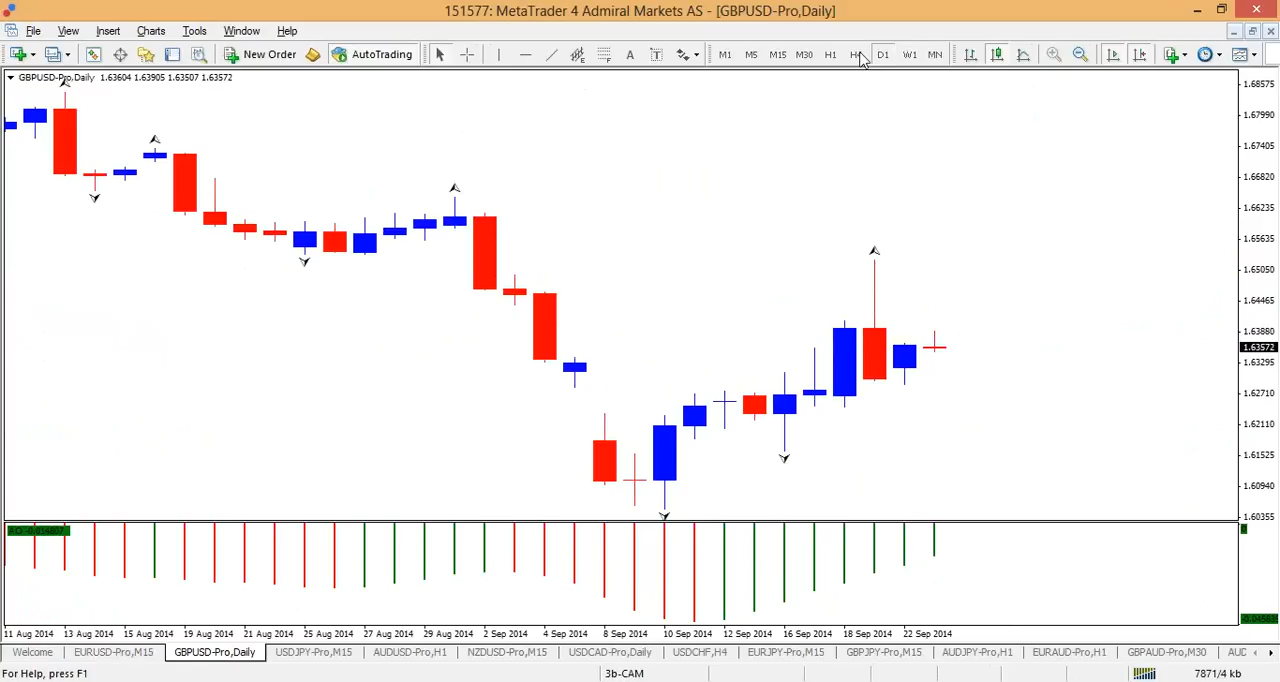 151577: MetaTrader 4 Admiral Markets AS - [GBPUSD-Pro,Daily]
File View Insert Charts Tools Window Help
New Order AutoTrading A T M1 M5 M15 M30 H1 H4 D1 W1 MN
GBPUSD-Pro,Daily 1.63604 1.63905 1.63507 1.63572
1.68575
1.67990
1.67405
1.66820
1.66235
1.65635
1.65050
1.64465
1.63880
1.63572
1.63295
1.62710
1.62110
1.61525
1.60940
1.60355
0
11 Aug 2014 13 Aug 2014 15 Aug 2014 19 Aug 2014 21 Aug 2014 25 Aug 2014 27 Aug 2014 29 Aug 2014 2 Sep 2014 4 Sep 2014 8 Sep 2014 10 Sep 2014 12 Sep 2014 16 Sep 2014 18 Sep 2014 22 Sep 2014
Welcome EURUSD-Pro,M15 GBPUSD-Pro,Daily USDJPY-Pro,M15 AUDUSD-Pro,H1 NZDUSD-Pro,M15 USDCAD-Pro,Daily USDCHF,H4 EURJPY-Pro,M15 GBPJPY-Pro,M15 AUDJPY-Pro,H1 EURAUD-Pro,H1 GBPAUD-Pro,M30 AUD
For Help, press F1 3b-CAM 7871/4 kb